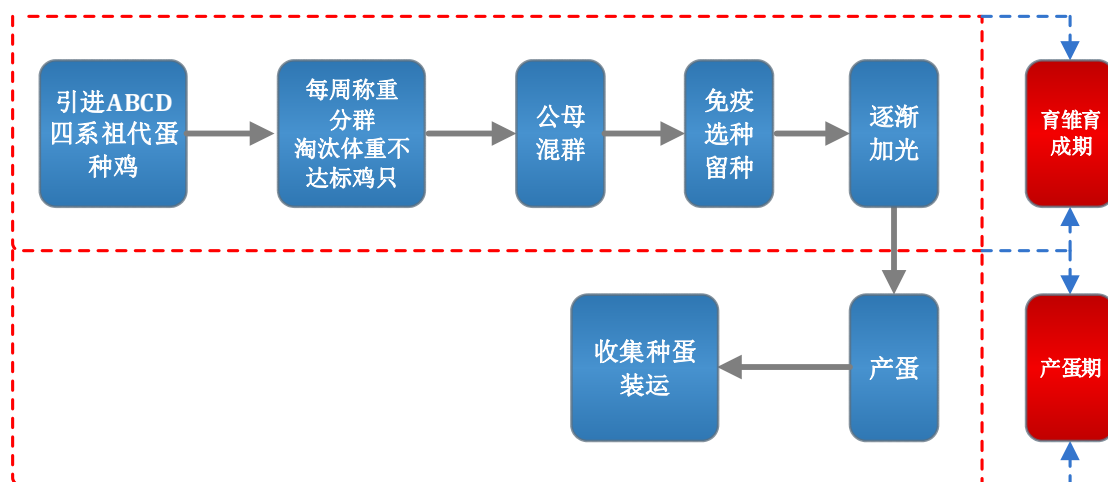 引进ABCD
四系祖代蛋
种鸡
每周称重
分群
淘汰体重不
达标鸡只
公母
混群
免疫
选种
留种
逐渐
加光
育雏育
成期
收集种蛋
装运
产蛋
产蛋期